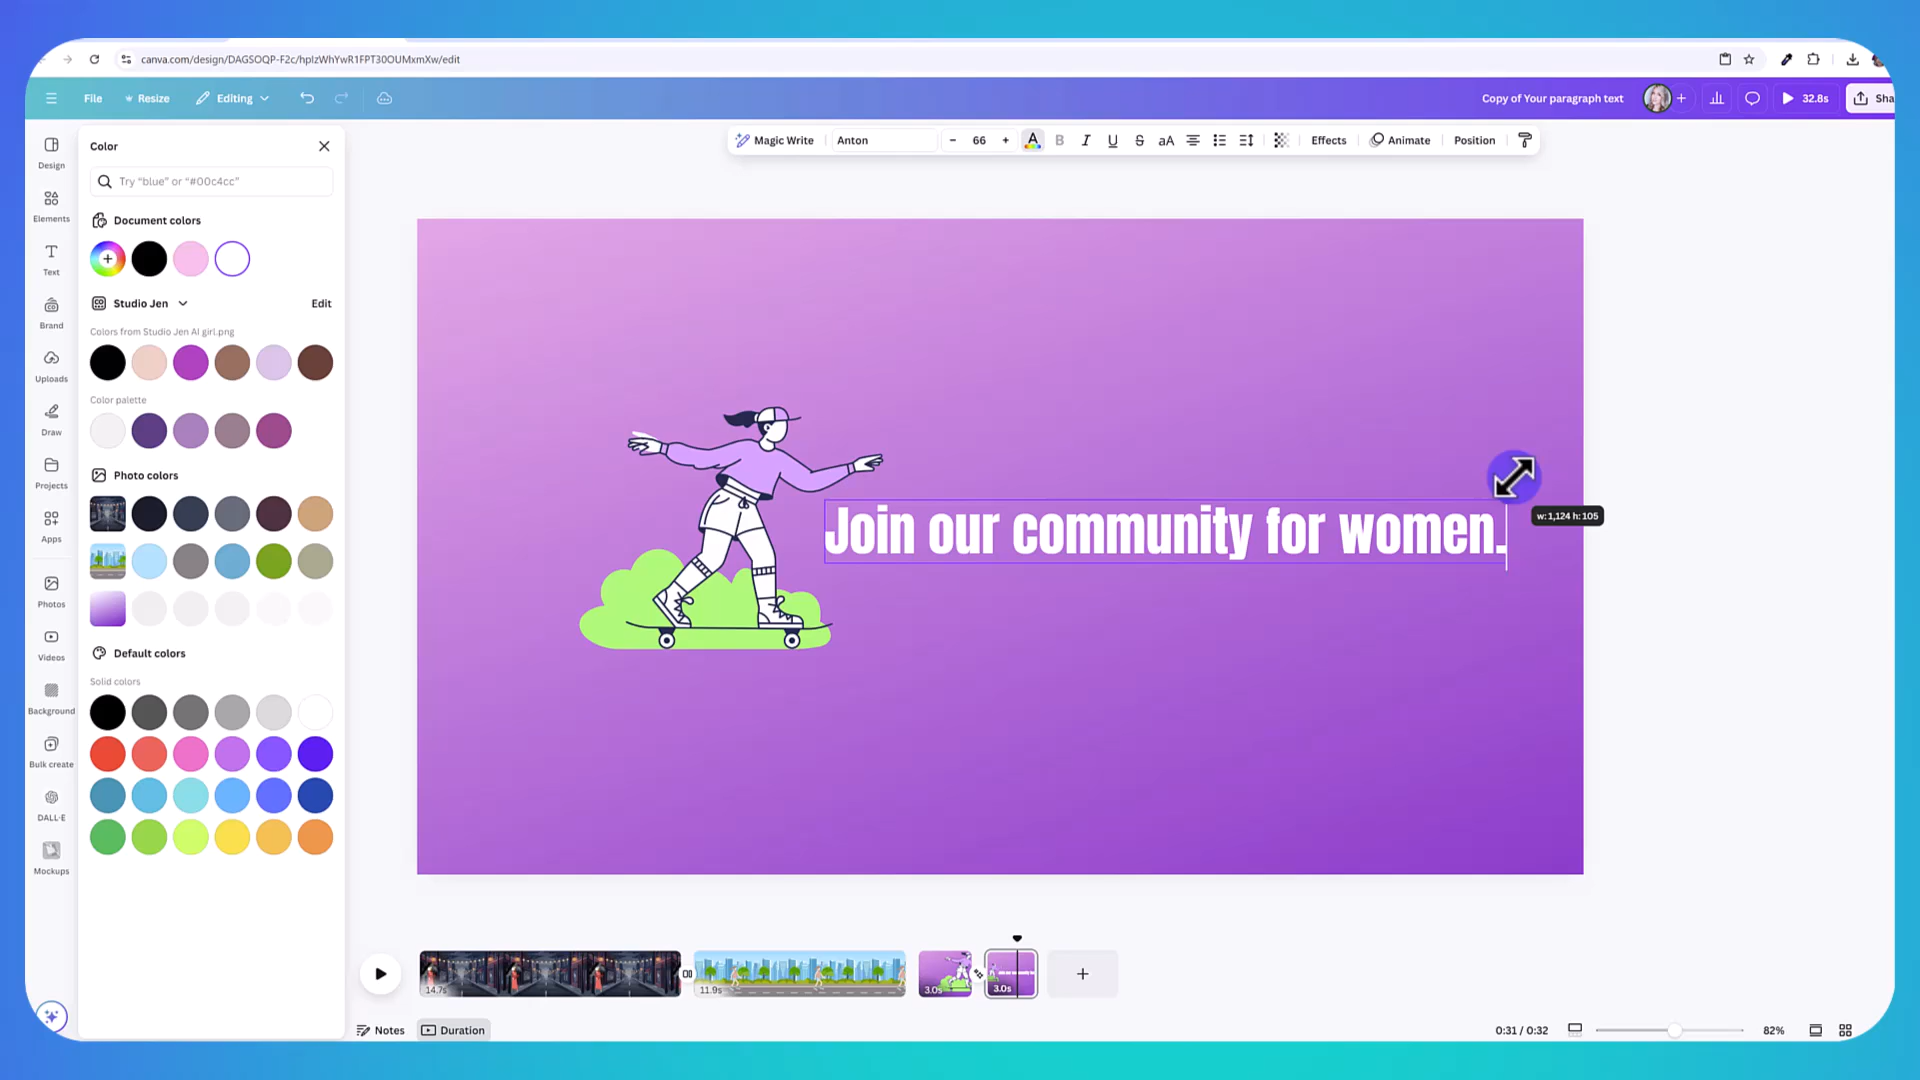 canva.com/design/DAGSOQP-F2c/hpIzWhYwR1FPT30OUMxmXw/edit
File
Resize
Editing
Copy of Your paragraph text
32.8s
Sha
Design
Elements
Text
Brand
Uploads
Draw
Projects
Apps
Photos
Videos
Background
Bulk create
DALL·E
Mockups
Color
Try "blue" or "#00c4cc"
Document colors
Studio Jen
Edit
Colors from Studio Jen AI girl.png
Color palette
Photo colors
Default colors
Solid colors
Magic Write
Anton
– 66 +
A B I U S aA
Effects
Animate
Position
Join our community for women.
w: 1,124 h: 105
14.7s
11.9s
3.0s
3.0s
Notes
Duration
0:31 / 0:32
82%